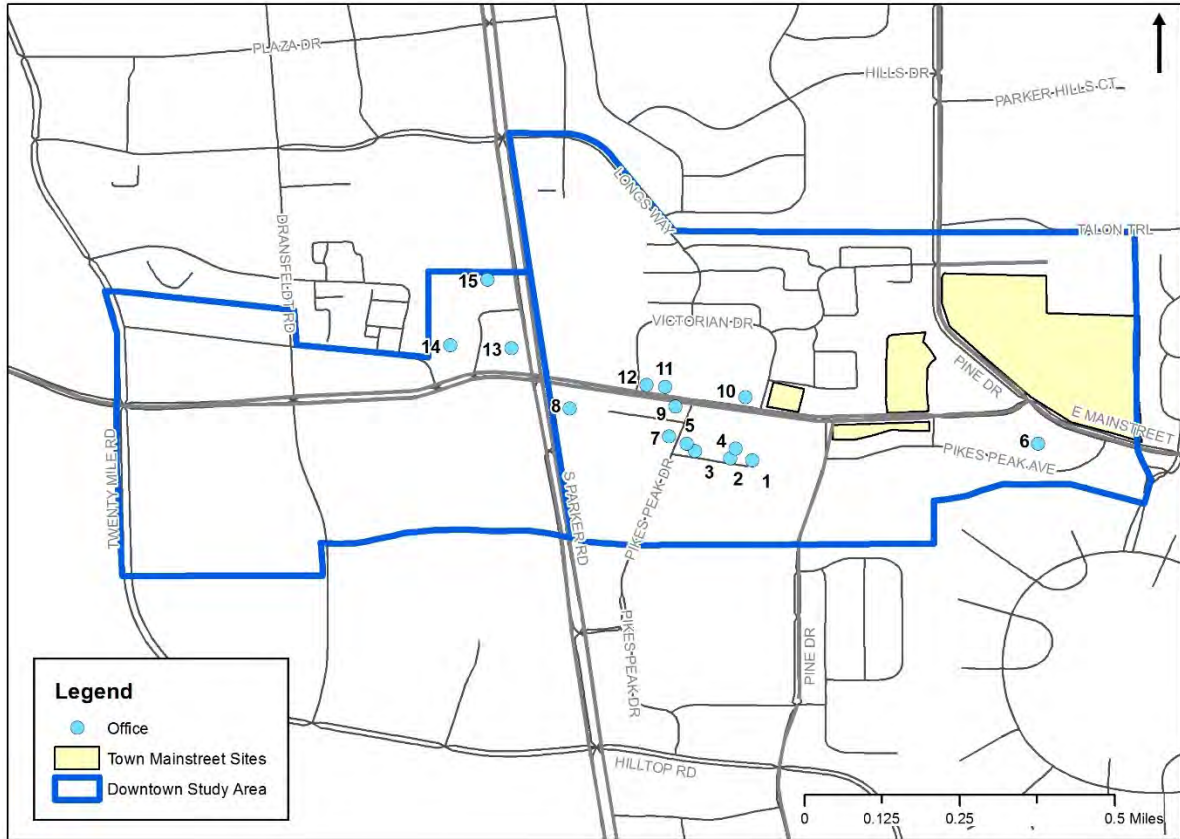 PLAZA DR
HILLS DR
PARKER HILLS CT
LONGS WAY
TALON TRL
DRANSFELDT RD
15
VICTORIAN DR
14
13
12
11
10
PINE DR
8
9
E MAINSTREET
7
5
4
6
3
2
1
PIKES PEAK AVE
TWENTY MILE RD
S PARKER RD
PIKES PEAK DR
PIKES PEAK DR
PINE DR
HILLTOP RD
Legend
Office
Town Mainstreet Sites
Downtown Study Area
0 0.125 0.25 0.5 Miles